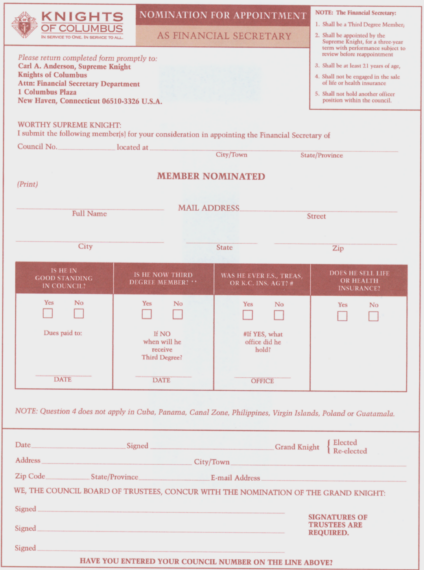 KNIGHTS
OF COLUMBUS
IN SERVICE TO ONE. IN SERVICE TO ALL.
NOMINATION FOR APPOINTMENT
AS FINANCIAL SECRETARY
NOTE: The Financial Secretary:
1. Shall be a Third Degree Member,
2. Shall be appointed by the
Supreme Knight, for a three-year
term with performance subject to
review before reappointment
3. Shall be at least 21 years of age,
4. Shall not be engaged in the sale
of life or health insurance
5. Shall not hold another officer
position within the council.
Please return completed form promptly to:
Carl A. Anderson, Supreme Knight
Knights of Columbus
Attn: Financial Secretary Department
1 Columbus Plaza
New Haven, Connecticut 06510-3326 U.S.A.
WORTHY SUPREME KNIGHT:
I submit the following member(s) for your consideration in appointing the Financial Secretary of
Council No. located at
City/Town State/Province
MEMBER NOMINATED
(Print)
MAIL ADDRESS
Full Name Street
City State Zip
IS HE IN
GOOD STANDING
IN COUNCIL?
Yes No
Dues paid to:
DATE
IS HE NOW THIRD
DEGREE MEMBER? **
Yes No
If NO
when will he
receive
Third Degree?
DATE
WAS HE EVER F.S., TREAS.
OR K.C. INS. AGT.? #
Yes No
#If YES, what
office did he
hold?
OFFICE
DOES HE SELL LIFE
OR HEALTH
INSURANCE?
Yes No
NOTE: Question 4 does not apply in Cuba, Panama, Canal Zone, Philippines, Virgin Islands, Poland or Guatamala.
Date Signed Grand Knight Elected
Re-elected
Address City/Town
Zip Code State/Province E-mail Address
WE, THE COUNCIL BOARD OF TRUSTEES, CONCUR WITH THE NOMINATION OF THE GRAND KNIGHT:
Signed
Signed
Signed
SIGNATURES OF
TRUSTEES ARE
REQUIRED.
HAVE YOU ENTERED YOUR COUNCIL NUMBER ON THE LINE ABOVE?